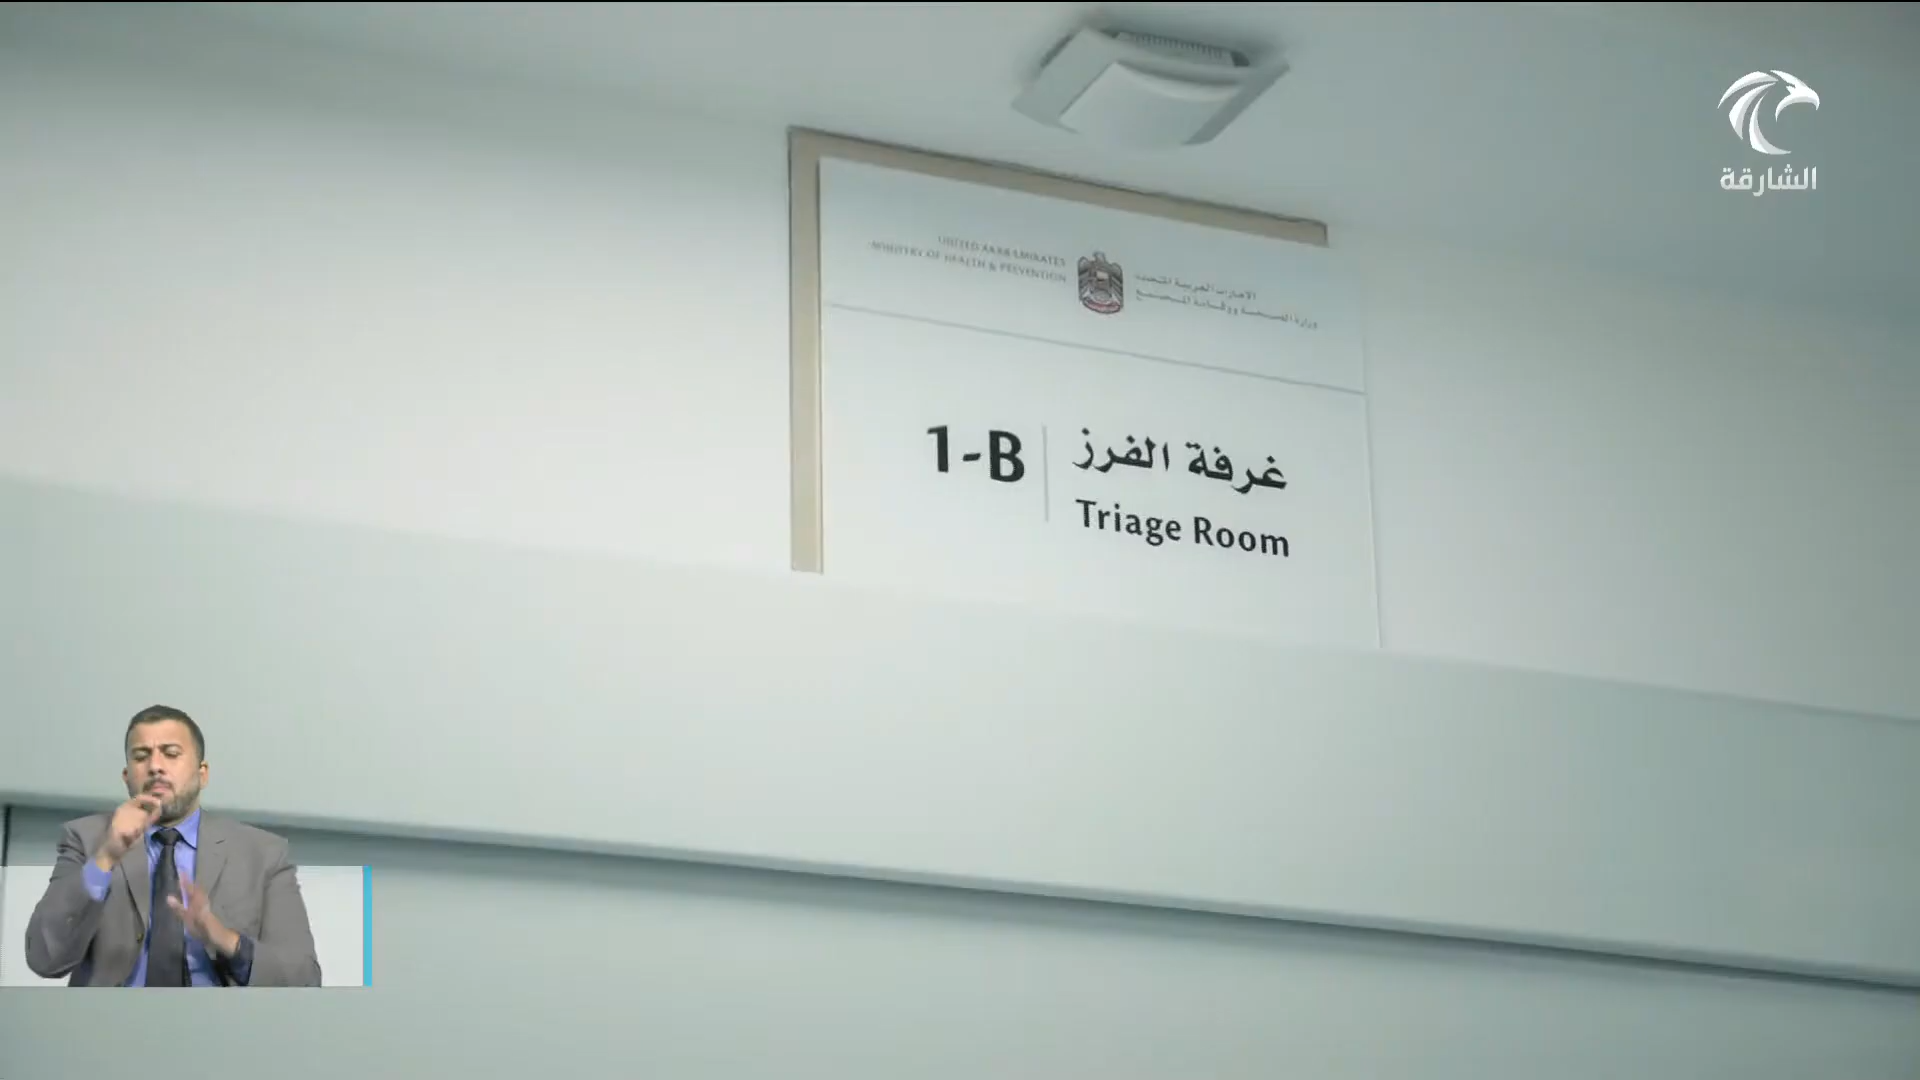 الشارقة
UNITED ARAB EMIRATES
MINISTRY OF HEALTH & PREVENTION
الإمارات العربية المتحدة
وزارة الصحة ووقاية المجتمع
1-B
غرفة الفرز
Triage Room